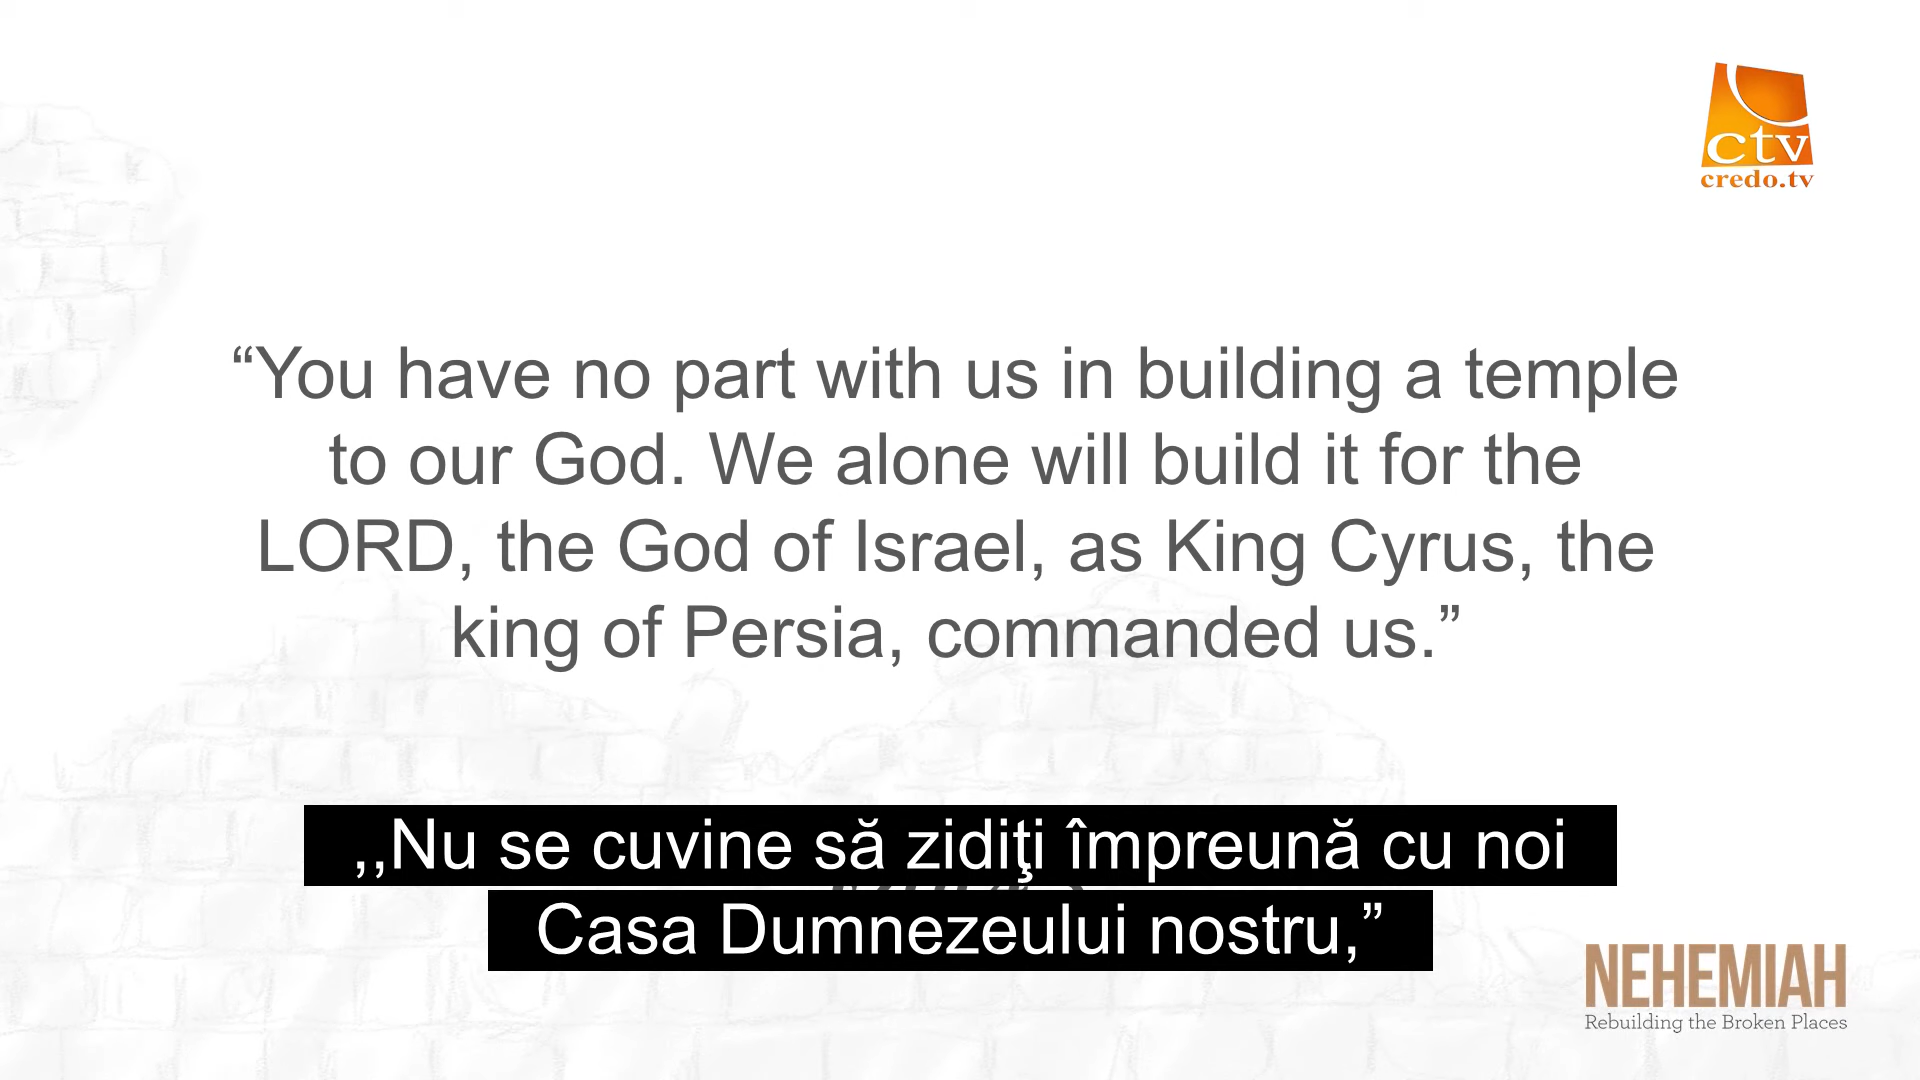 ctv
credo.tv
“You have no part with us in building a temple
to our God. We alone will build it for the
LORD, the God of Israel, as King Cyrus, the
king of Persia, commanded us.”
,,Nu se cuvine să zidiţi împreună cu noi
Casa Dumnezeului nostru,”
NEHEMIAH
Rebuilding the Broken Places